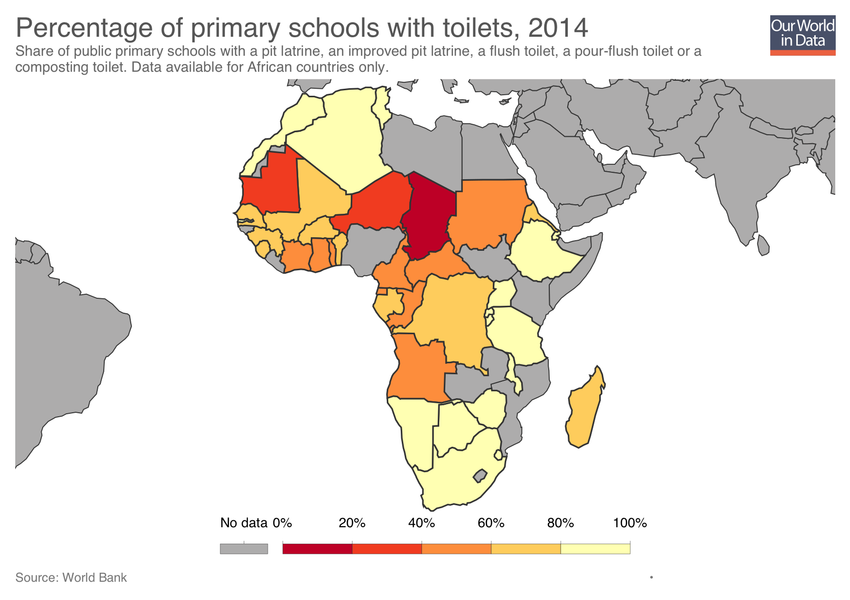 Percentage of primary schools with toilets, 2014
Our World
in Data
Share of public primary schools with a pit latrine, an improved pit latrine, a flush toilet, a pour-flush toilet or a
composting toilet. Data available for African countries only.
No data 0% 20% 40% 60% 80% 100%
Source: World Bank